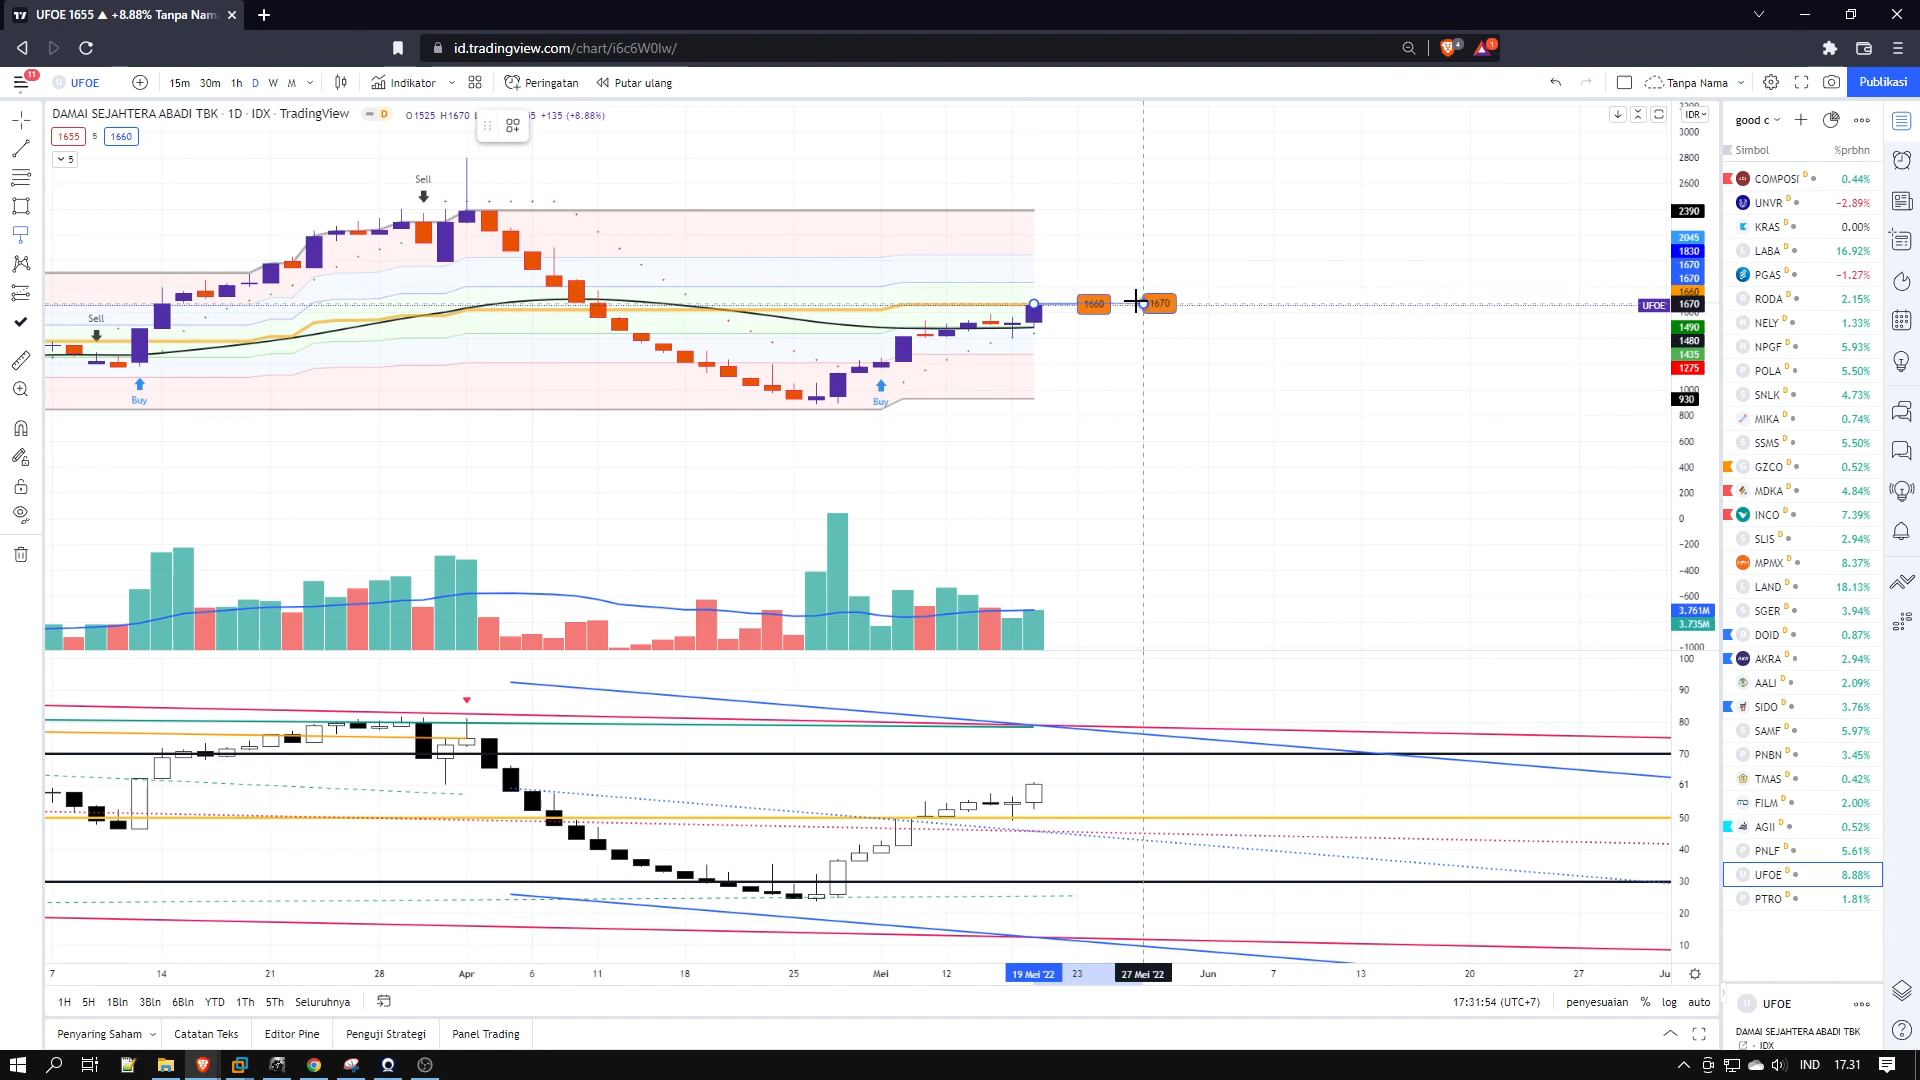 UFOE 1655 ▲ +8.88% Tanpa Nam
id.tradingview.com/chart/i6c6W0lw/
4
1
11
UFOE
15m 30m 1h D W M
Indikator
Peringatan
Putar ulang
Tanpa Nama
Publikasi
DAMAI SEJAHTERA ABADI TBK · 1D · IDX · TradingView
D
O1525 H1670
+135 (+8.88%)
1655 5 1660
5
IDR
good c
Simbol %prbhn
COMPOSI D 0.44%
UNVR D −2.89%
KRAS D 0.00%
LABA D 16.92%
PGAS D −1.27%
RODA D 2.15%
NELY D 1.33%
NPGF D 5.93%
POLA D 5.50%
SNLK D 4.73%
MIKA D 0.74%
SSMS D 5.50%
GZCO D 0.52%
MDKA D 4.84%
INCO D 7.39%
SLIS D 2.94%
MPMX D 8.37%
LAND D 18.13%
SGER D 3.94%
DOID D 0.87%
AKRA D 2.94%
AALI D 2.09%
SIDO D 3.76%
SAMF D 5.97%
PNBN D 3.45%
TMAS D 0.42%
FILM D 2.00%
AGII D 0.52%
PNLF D 5.61%
UFOE D 8.88%
PTRO D 1.81%
Sell
Sell
Buy
Buy
1660
1670
UFOE
3000
2800
2600
2390
2045
1830
1670
1670
1660
1670
1490
1480
1435
1275
1000
930
800
600
400
200
0
−200
−400
−600
3.761M
3.735M
−1000
100
90
80
70
61
50
40
30
20
10
7 14 21 28 Apr 6 11 18 25 Mei 12 19 Mei '22 23 27 Mei '22 Jun 7 13 20 27 Ju
1H 5H 1Bln 3Bln 6Bln YTD 1Th 5Th Seluruhnya
17:31:54 (UTC+7) penyesuaian % log auto
Penyaring Saham
Catatan Teks
Editor Pine
Penguji Strategi
Panel Trading
UFOE
DAMAI SEJAHTERA ABADI TBK
· IDX
IND 17.31